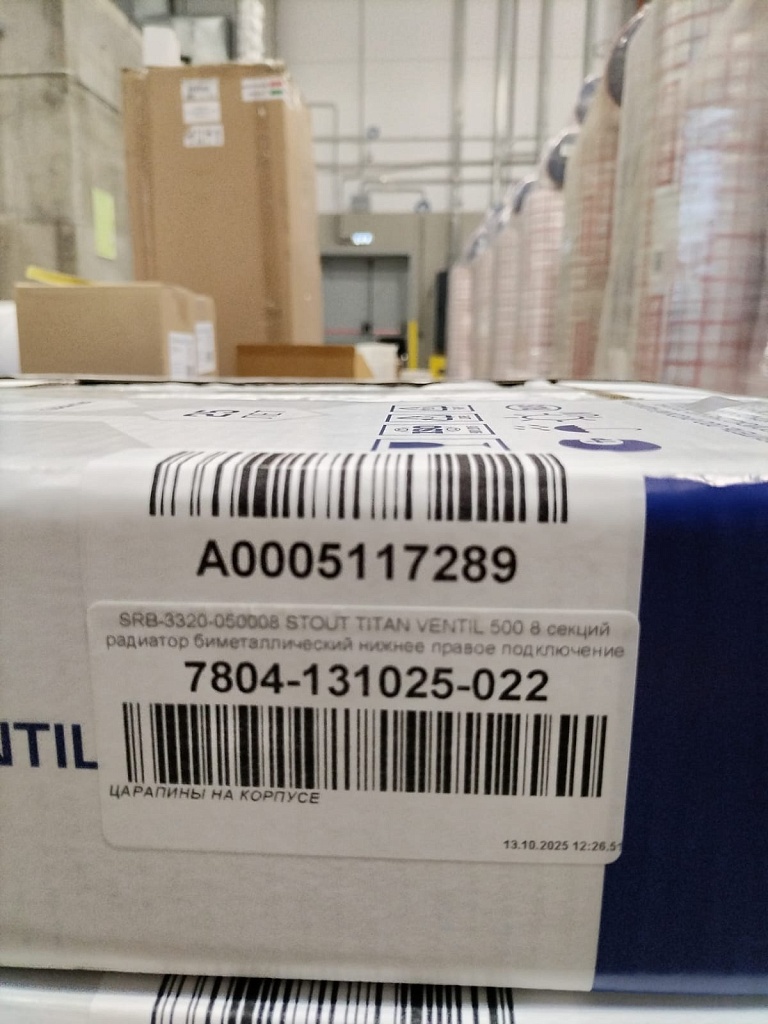 A0005117289
SRB-3320-050008 STOUT TITAN VENTIL 500 8 секций
радиатор биметаллический нижнее правое подключение
7804-131025-022
NTIL
ЦАРАПИНЫ НА КОРПУСЕ
13.10.2025 12:26,51